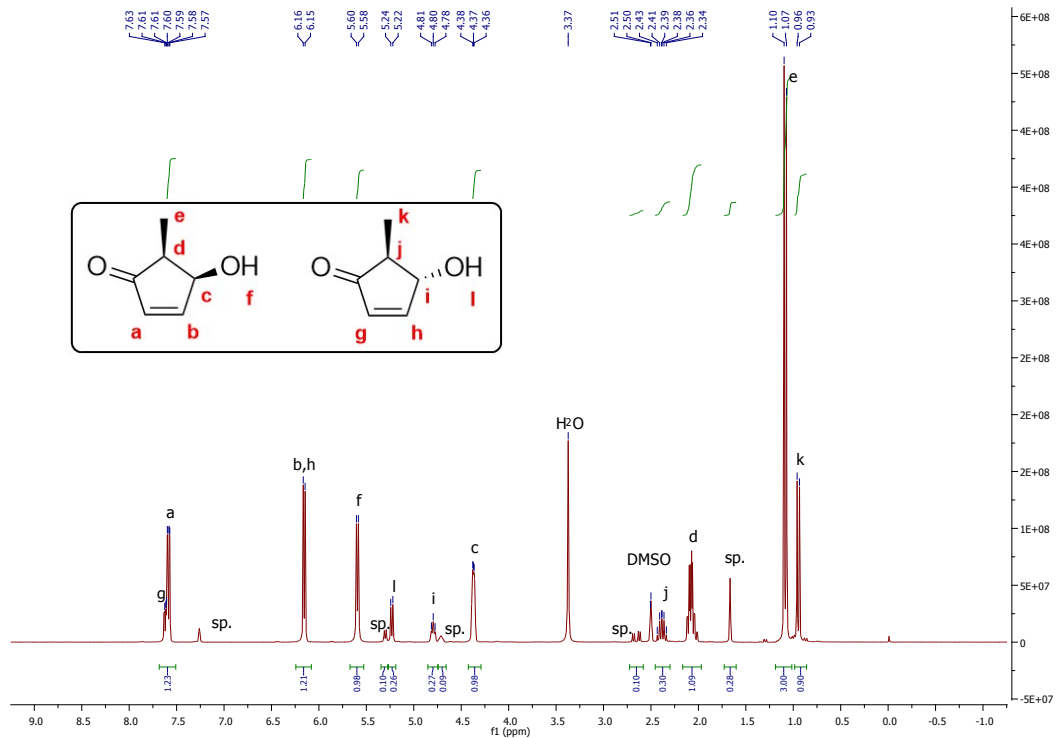 7.63 7.61 7.61 7.60 7.59 7.58 7.57 6.16 6.15 5.60 5.58 5.24 5.22 4.81 4.80 4.78 4.38 4.37 4.36 3.37 2.51 2.50 2.43 2.41 2.39 2.38 2.36 2.34 1.10 1.07 0.96 0.93
6E+08
5E+08
4E+08
4E+08
4E+08
3E+08
2E+08
2E+08
2E+08
1E+08
5E+07
0
-5E+07
e
e k
d j
O OH O OH
c f i l
a b g h
H2O
b,h k
a f
d
c DMSO sp.
g l j
sp. sp. i sp. sp.
1.23 1.21 0.98 0.10 0.26 0.27 0.09 0.98 0.10 0.30 1.09 0.28 3.00 0.90
9.0 8.5 8.0 7.5 7.0 6.5 6.0 5.5 5.0 4.5 4.0 3.5 3.0 2.5 2.0 1.5 1.0 0.5 0.0 -0.5 -1.0
f1 (ppm)